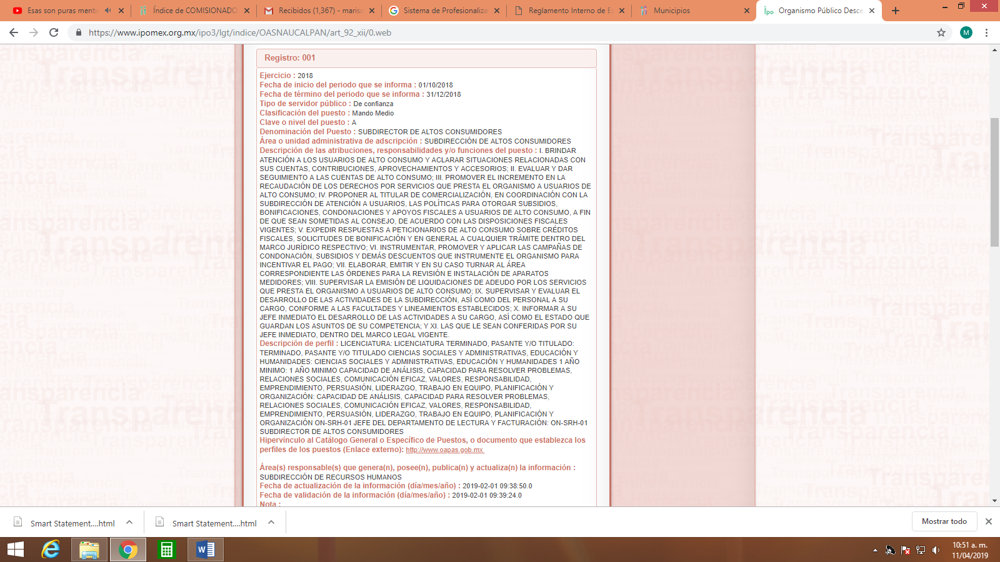 Esas son puras mentir
Índice de COMISIONADO
Recibidos (1,367) - marisc
Sistema de Profesionaliza
Reglamento Interno de Es
Municipios
Organismo Público Desce
https://www.ipomex.org.mx/ipo3/lgt/indice/OASNAUCALPAN/art_92_xii/0.web
M
Registro: 001
Ejercicio : 2018
Fecha de inicio del periodo que se informa : 01/10/2018
Fecha de término del periodo que se informa : 31/12/2018
Tipo de servidor público : De confianza
Clasificación del puesto : Mando Medio
Clave o nivel del puesto : A
Denominación del Puesto : SUBDIRECTOR DE ALTOS CONSUMIDORES
Área o unidad administrativa de adscripción : SUBDIRECCIÓN DE ALTOS CONSUMIDORES
Descripción de las atribuciones, responsabilidades y/o funciones del puesto : I. BRINDAR
ATENCIÓN A LOS USUARIOS DE ALTO CONSUMO Y ACLARAR SITUACIONES RELACIONADAS CON
SUS CUENTAS, CONTRIBUCIONES, APROVECHAMIENTOS Y ACCESORIOS; II. EVALUAR Y DAR
SEGUIMIENTO A LAS CUENTAS DE ALTO CONSUMO; III. PROMOVER EL INCREMENTO EN LA
RECAUDACIÓN DE LOS DERECHOS POR SERVICIOS QUE PRESTA EL ORGANISMO A USUARIOS DE
ALTO CONSUMO; IV. PROPONER AL TITULAR DE COMERCIALIZACIÓN, EN COORDINACIÓN CON LA
SUBDIRECCIÓN DE ATENCIÓN A USUARIOS, LAS POLÍTICAS PARA OTORGAR SUBSIDIOS,
BONIFICACIONES, CONDONACIONES Y APOYOS FISCALES A USUARIOS DE ALTO CONSUMO, A FIN
DE QUE SEAN SOMETIDAS AL CONSEJO, DE ACUERDO CON LAS DISPOSICIONES FISCALES
VIGENTES; V. EXPEDIR RESPUESTAS A PETICIONARIOS DE ALTO CONSUMO SOBRE CRÉDITOS
FISCALES, SOLICITUDES DE BONIFICACIÓN Y EN GENERAL A CUALQUIER TRÁMITE DENTRO DEL
MARCO JURÍDICO RESPECTIVO; VI. INSTRUMENTAR, PROMOVER Y APLICAR LAS CAMPAÑAS DE
CONDONACIÓN, SUBSIDIOS Y DEMÁS DESCUENTOS QUE INSTRUMENTE EL ORGANISMO PARA
INCENTIVAR EL PAGO; VII. ELABORAR, EMITIR Y EN SU CASO TURNAR AL ÁREA
CORRESPONDIENTE LAS ÓRDENES PARA LA REVISIÓN E INSTALACIÓN DE APARATOS
MEDIDORES; VIII. SUPERVISAR LA EMISIÓN DE LIQUIDACIONES DE ADEUDO POR LOS SERVICIOS
QUE PRESTA EL ORGANISMO A USUARIOS DE ALTO CONSUMO; IX. SUPERVISAR Y EVALUAR EL
DESARROLLO DE LAS ACTIVIDADES DE LA SUBDIRECCIÓN, ASÍ COMO DEL PERSONAL A SU
CARGO, CONFORME A LAS FACULTADES Y LINEAMIENTOS ESTABLECIDOS; X. INFORMAR A SU
JEFE INMEDIATO EL DESARROLLO DE LAS ACTIVIDADES A SU CARGO, ASÍ COMO EL ESTADO QUE
GUARDAN LOS ASUNTOS DE SU COMPETENCIA; Y XI. LAS QUE LE SEAN CONFERIDAS POR SU
JEFE INMEDIATO, DENTRO DEL MARCO LEGAL VIGENTE.
Descripción de perfil : LICENCIATURA: LICENCIATURA TERMINADO, PASANTE Y/O TITULADO:
TERMINADO, PASANTE Y/O TITULADO CIENCIAS SOCIALES Y ADMINISTRATIVAS, EDUCACIÓN Y
HUMANIDADES: CIENCIAS SOCIALES Y ADMINISTRATIVAS, EDUCACIÓN Y HUMANIDADES 1 AÑO
MINIMO: 1 AÑO MINIMO CAPACIDAD DE ANÁLISIS, CAPACIDAD PARA RESOLVER PROBLEMAS,
RELACIONES SOCIALES, COMUNICACIÓN EFICAZ, VALORES, RESPONSABILIDAD,
EMPRENDIMIENTO, PERSUASIÓN, LIDERAZGO, TRABAJO EN EQUIPO, PLANIFICACIÓN Y
ORGANIZACIÓN: CAPACIDAD DE ANÁLISIS, CAPACIDAD PARA RESOLVER PROBLEMAS,
RELACIONES SOCIALES, COMUNICACIÓN EFICAZ, VALORES, RESPONSABILIDAD,
EMPRENDIMIENTO, PERSUASIÓN, LIDERAZGO, TRABAJO EN EQUIPO, PLANIFICACIÓN Y
ORGANIZACIÓN ON-SRH-01 JEFE DEL DEPARTAMENTO DE LECTURA Y FACTURACIÓN: ON-SRH-01
SUBDIRECTOR DE ALTOS CONSUMIDORES
Hipervínculo al Catálogo General o Específico de Puestos, o documento que establezca los
perfiles de los puestos (Enlace externo): http://www.oapas.gob.mx
Área(s) responsable(s) que genera(n), posee(n), publica(n) y actualiza(n) la información :
SUBDIRECCIÓN DE RECURSOS HUMANOS
Fecha de actualización de la información (día/mes/año) : 2019-02-01 09:38:50.0
Fecha de validación de la información (día/mes/año) : 2019-02-01 09:39:24.0
Nota :
Smart Statement....html
Smart Statement....html
Mostrar todo
10:51 a. m.
11/04/2019